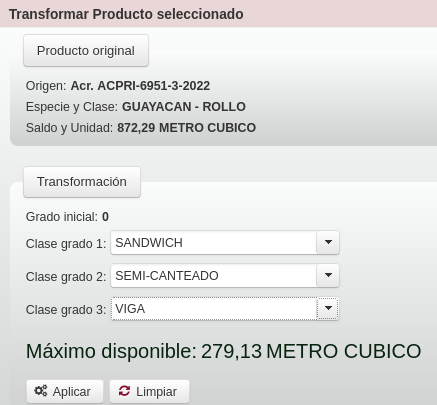 Transformar Producto seleccionado
Producto original
Origen: Acr. ACPRI-6951-3-2022
Especie y Clase: GUAYACAN - ROLLO
Saldo y Unidad: 872,29 METRO CUBICO
Transformación
Grado inicial: 0
Clase grado 1: SANDWICH
Clase grado 2: SEMI-CANTEADO
Clase grado 3: VIGA
Máximo disponible: 279,13 METRO CUBICO
Aplicar Limpiar